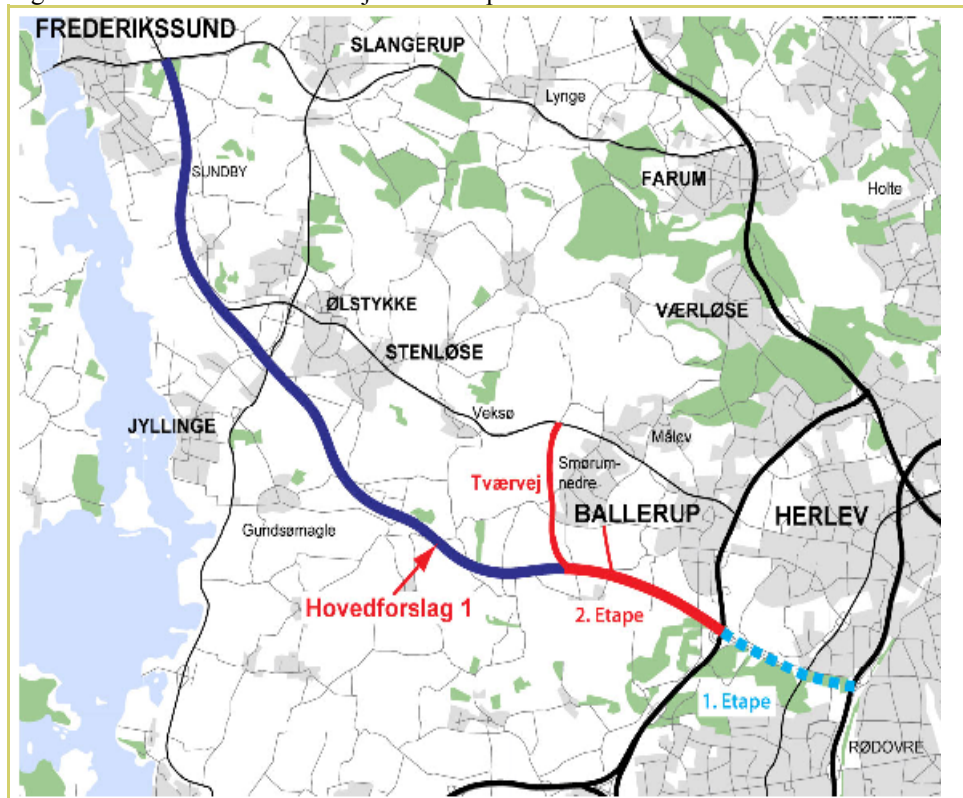 FREDERIKSSUND
SLANGERUP
Lynge
FARUM
Holte
SUNDBY
ØLSTYKKE
VÆRLØSE
STENLØSE
JYLLINGE
Veksø
Måløv
Smørum-
nedre
Tværvej
BALLERUP
HERLEV
Gundsømagle
Hovedforslag 1
2. Etape
1. Etape
RØDOVRE